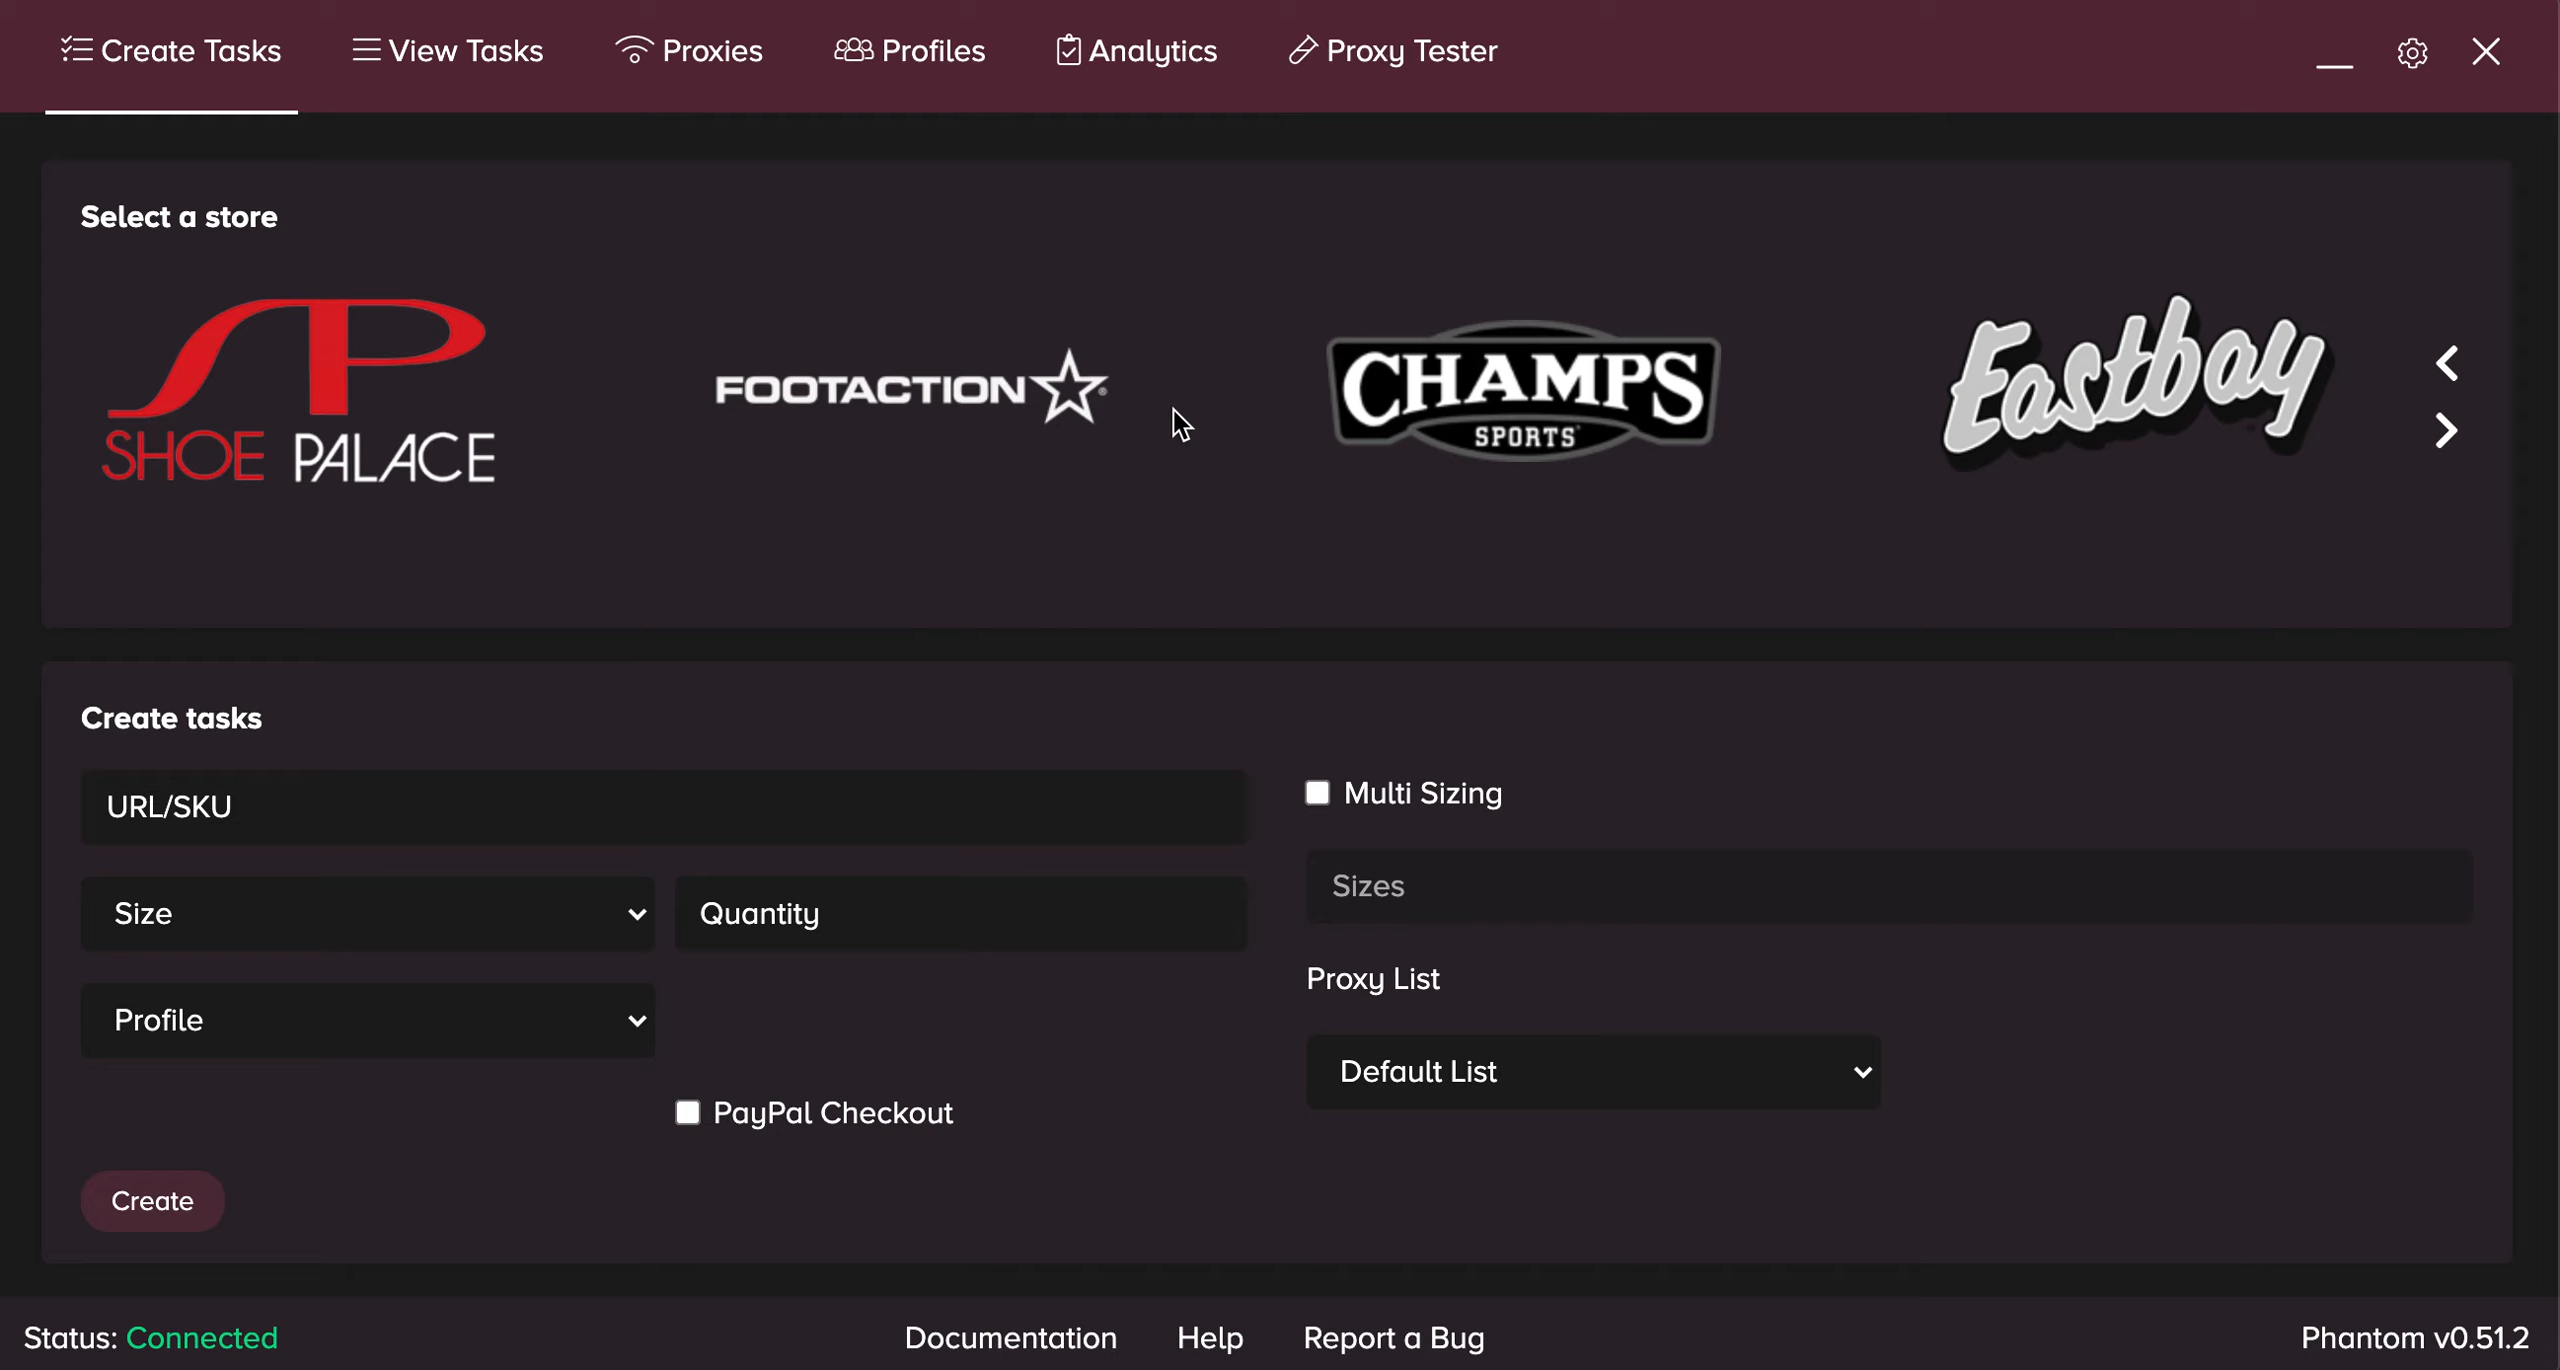 Create Tasks View Tasks Proxies Profiles Analytics Proxy Tester
Select a store
SP
SHOE PALACE
FOOTACTION
CHAMPS
SPORTS
Eastbay
Create tasks
URL/SKU
Multi Sizing
Size
Quantity
Sizes
Profile
Proxy List
Default List
PayPal Checkout
Create
Status: Connected
Documentation Help Report a Bug
Phantom v0.51.2